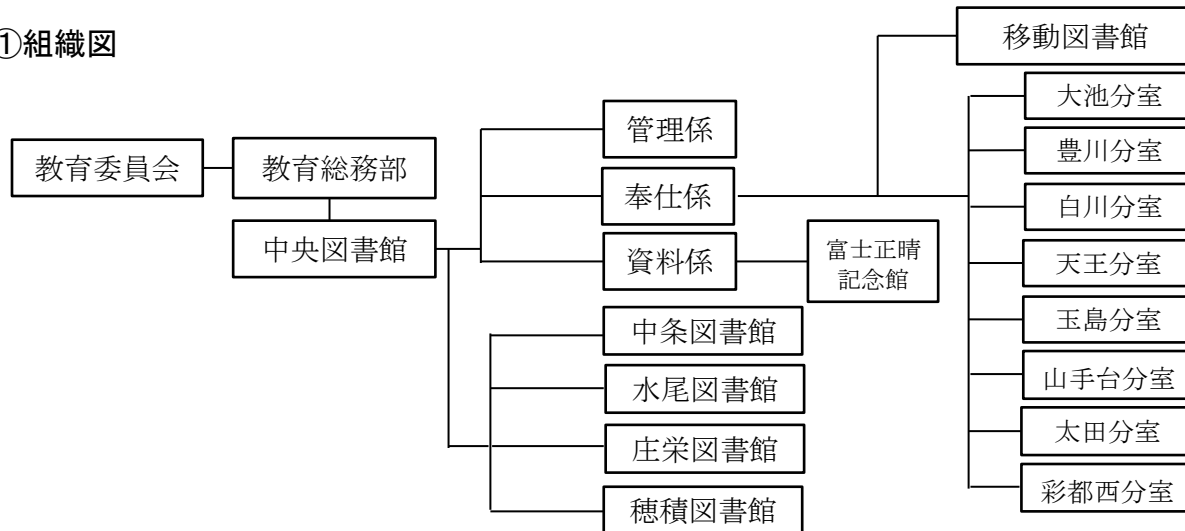 ①組織図
教育委員会
教育総務部
中央図書館
管理係
奉仕係
資料係
富士正晴
記念館
中条図書館
水尾図書館
庄栄図書館
穂積図書館
移動図書館
大池分室
豊川分室
白川分室
天王分室
玉島分室
山手台分室
太田分室
彩都西分室